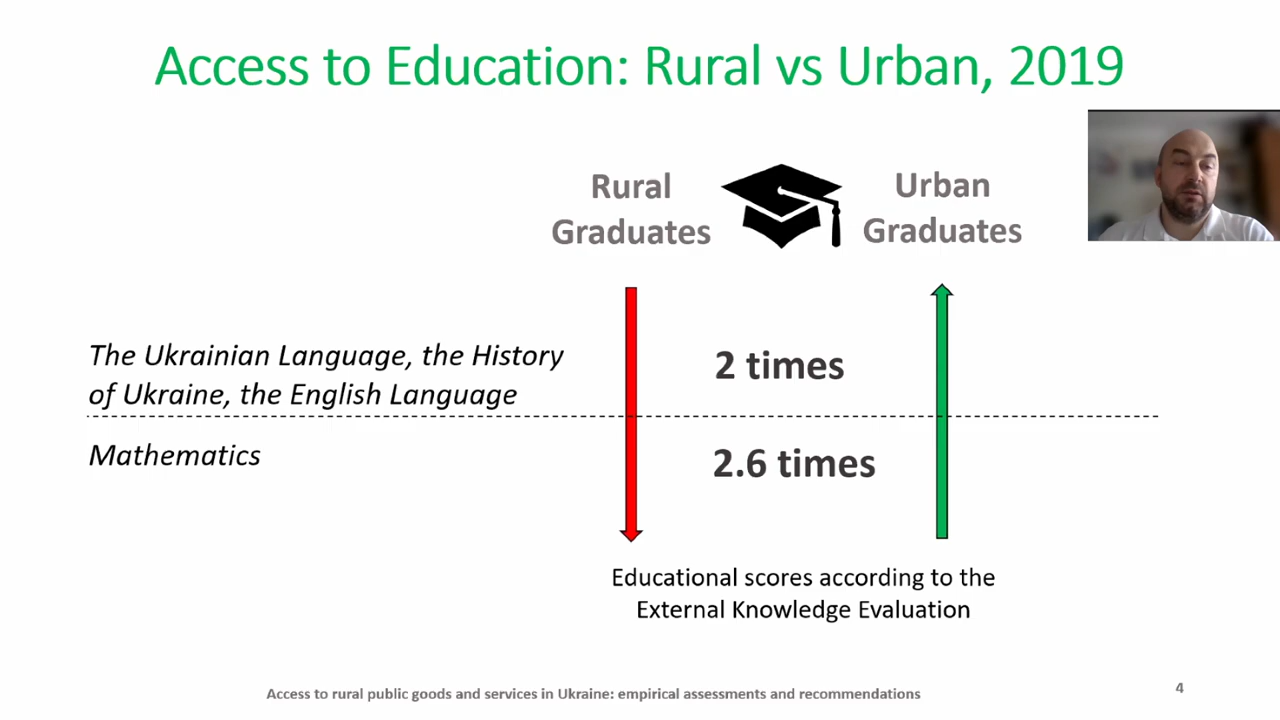 Access to Education: Rural vs Urban, 2019
Rural
Graduates
Urban
Graduates
The Ukrainian Language, the History
of Ukraine, the English Language
2 times
Mathematics
2.6 times
Educational scores according to the
External Knowledge Evaluation
Access to rural public goods and services in Ukraine: empirical assessments and recommendations
4